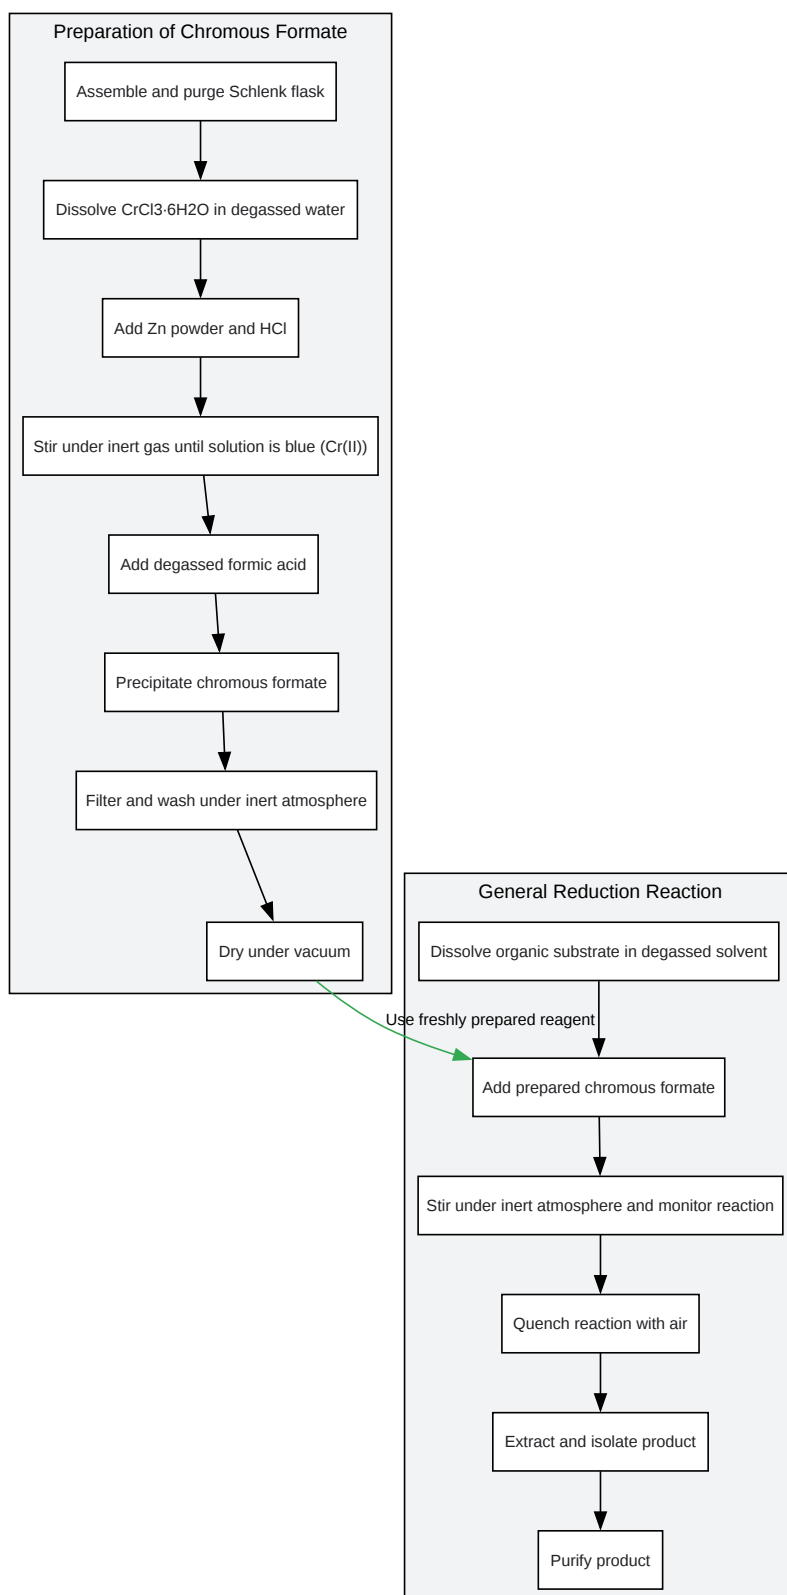 Preparation of Chromous Formate
Assemble and purge Schlenk flask
Dissolve CrCl3·6H2O in degassed water
Add Zn powder and HCl
Stir under inert gas until solution is blue (Cr(II))
Add degassed formic acid
Precipitate chromous formate
Filter and wash under inert atmosphere
Dry under vacuum
General Reduction Reaction
Dissolve organic substrate in degassed solvent
Use freshly prepared reagent
Add prepared chromous formate
Stir under inert atmosphere and monitor reaction
Quench reaction with air
Extract and isolate product
Purify product